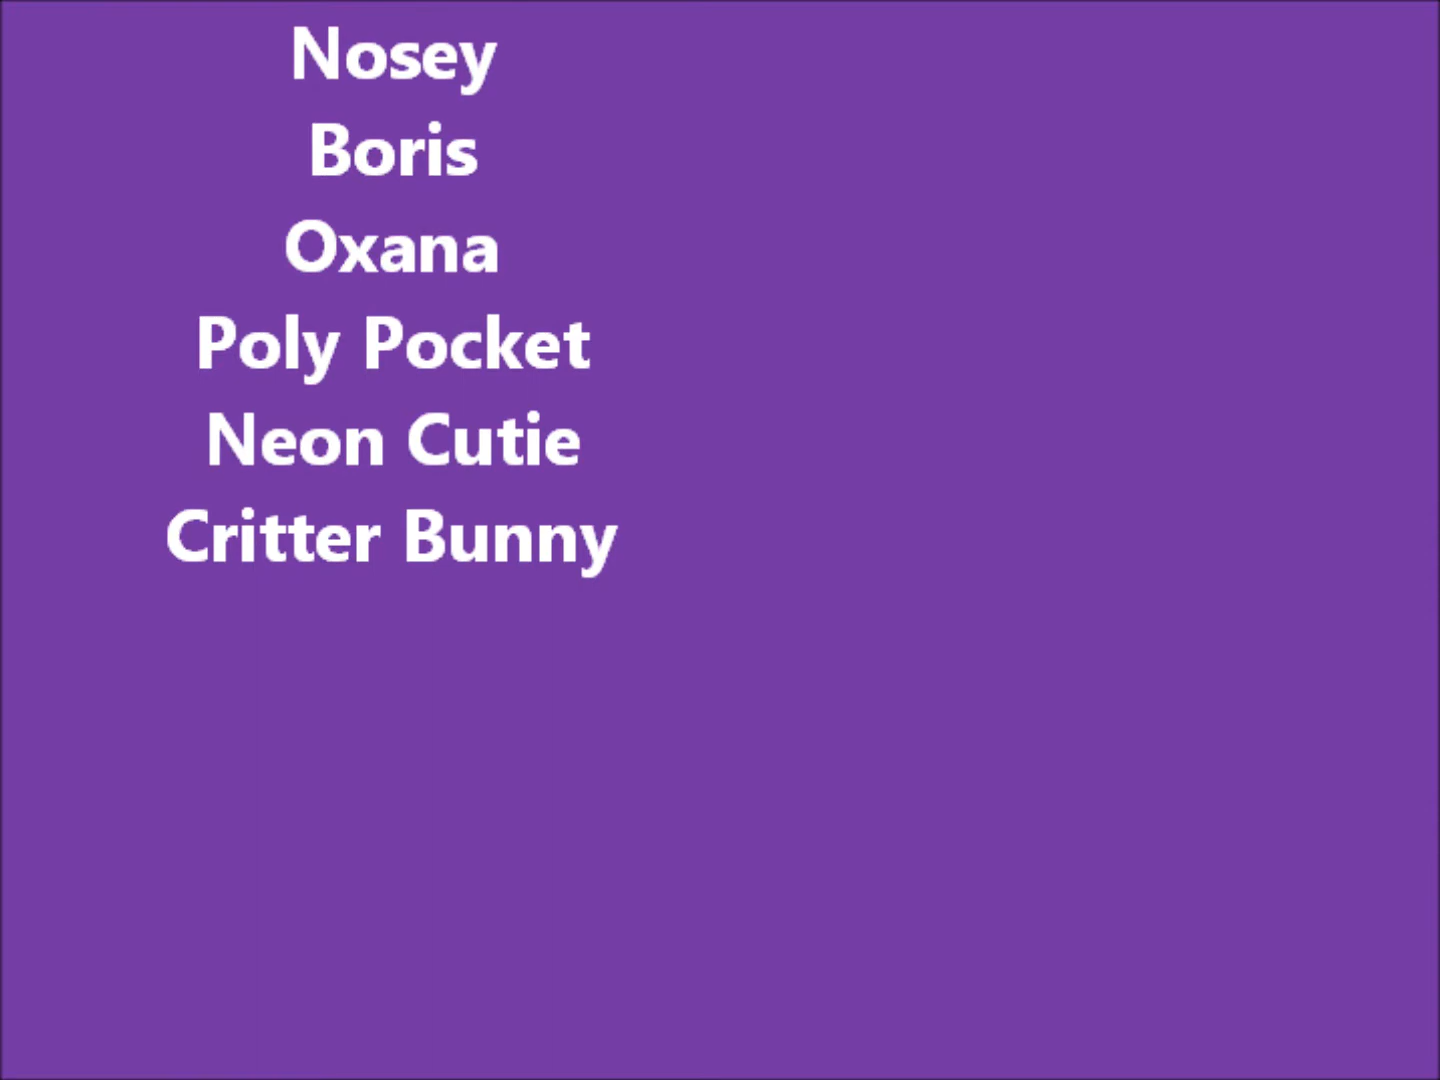 Nosey
Boris
Oxana
Poly Pocket
Neon Cutie
Critter Bunny